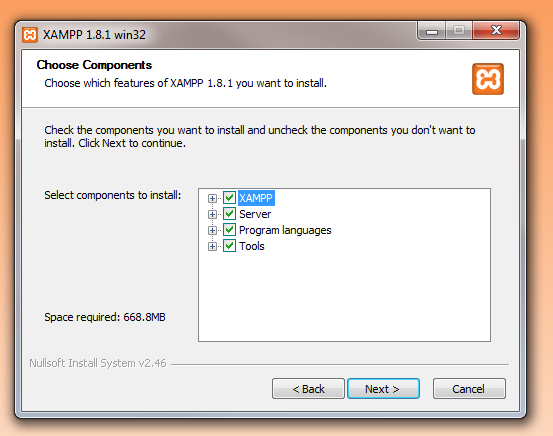 XAMPP 1.8.1 win32
Choose Components
Choose which features of XAMPP 1.8.1 you want to install.
Check the components you want to install and uncheck the components you don't want to
install. Click Next to continue.
Select components to install:
XAMPP
Server
Program languages
Tools
Space required: 668.8MB
Nullsoft Install System v2.46
< Back
Next >
Cancel